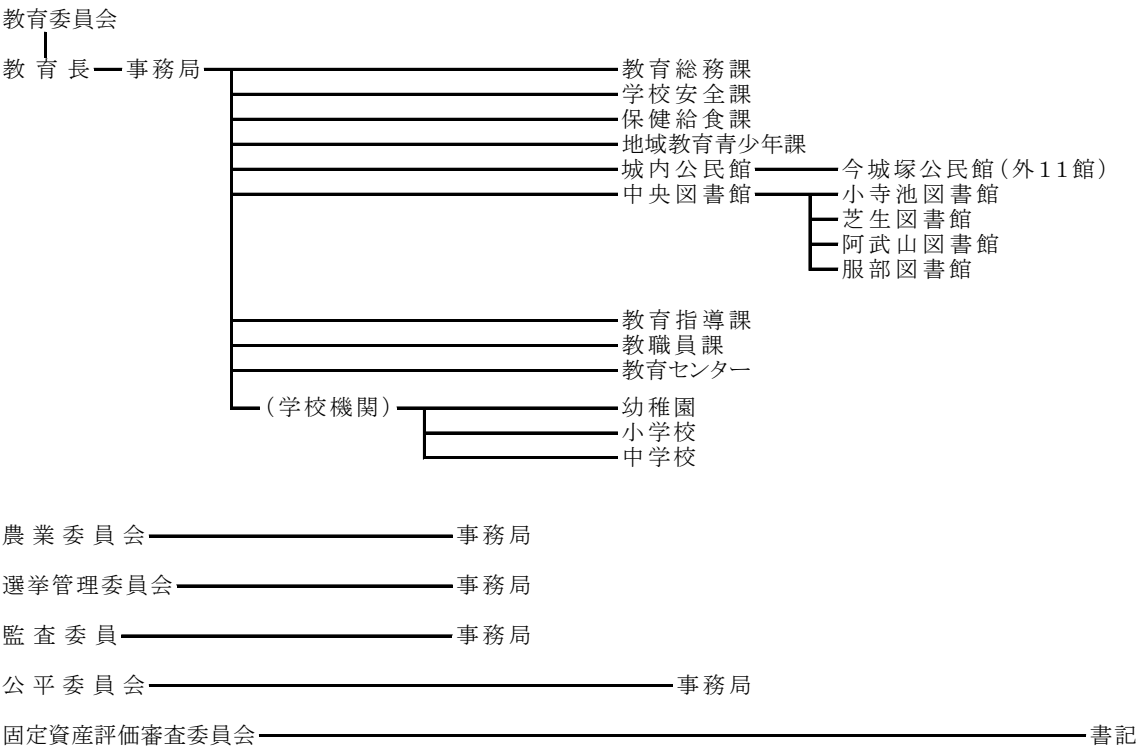 教育委員会
教育長 事務局 教育総務課
学校安全課
保健給食課
地域教育青少年課
城内公民館 今城塚公民館（外１１館）
中央図書館 小寺池図書館
芝生図書館
阿武山図書館
服部図書館
教育指導課
教職員課
教育センター
（学校機関） 幼稚園
小学校
中学校
農業委員会 事務局
選挙管理委員会 事務局
監査委員 事務局
公平委員会 事務局
固定資産評価審査委員会 書記